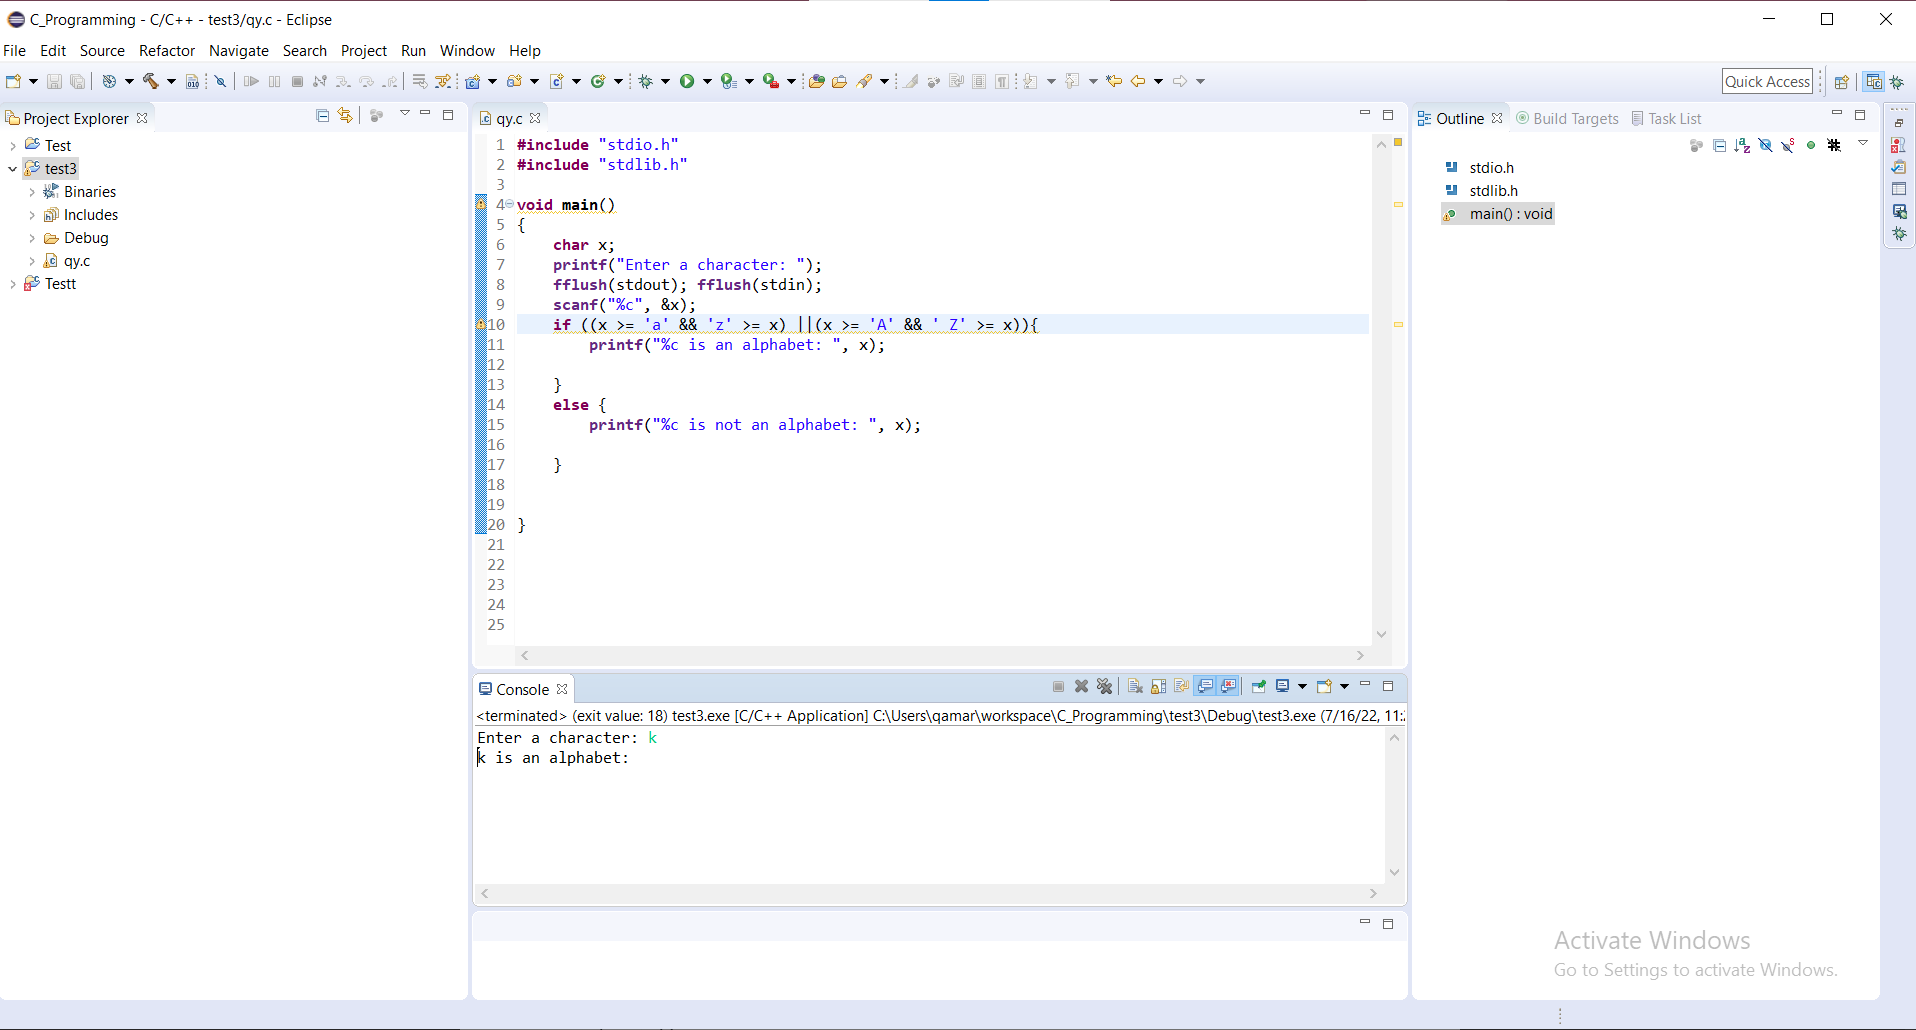 C_Programming - C/C++ - test3/qy.c - Eclipse
File Edit Source Refactor Navigate Search Project Run Window Help
Quick Access
Project Explorer
Test
test3
Binaries
Includes
Debug
qy.c
Testt
qy.c
1 #include "stdio.h"
2 #include "stdlib.h"
3
4 void main()
5 {
6 char x;
7 printf("Enter a character: ");
8 fflush(stdout); fflush(stdin);
9 scanf("%c", &x);
10 if ((x >= 'a' && 'z' >= x) ||(x >= 'A' && ' Z' >= x)){
11 printf("%c is an alphabet: ", x);
12
13 }
14 else {
15 printf("%c is not an alphabet: ", x);
16
17 }
18
19
20 }
21
22
23
24
25
Console
<terminated> (exit value: 18) test3.exe [C/C++ Application] C:\Users\qamar\workspace\C_Programming\test3\Debug\test3.exe (7/16/22, 11:
Enter a character: k
k is an alphabet:
Outline Build Targets Task List
stdio.h
stdlib.h
main() : void
Activate Windows
Go to Settings to activate Windows.